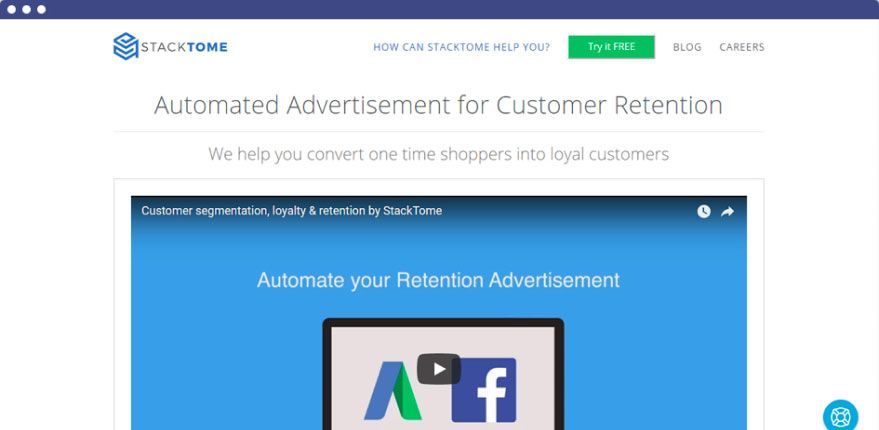 STACKTOME
HOW CAN STACKTOME HELP YOU?
Try it FREE
BLOG
CAREERS
Automated Advertisement for Customer Retention
We help you convert one time shoppers into loyal customers
Customer segmentation, loyalty & retention by StackTome
Automate your Retention Advertisement